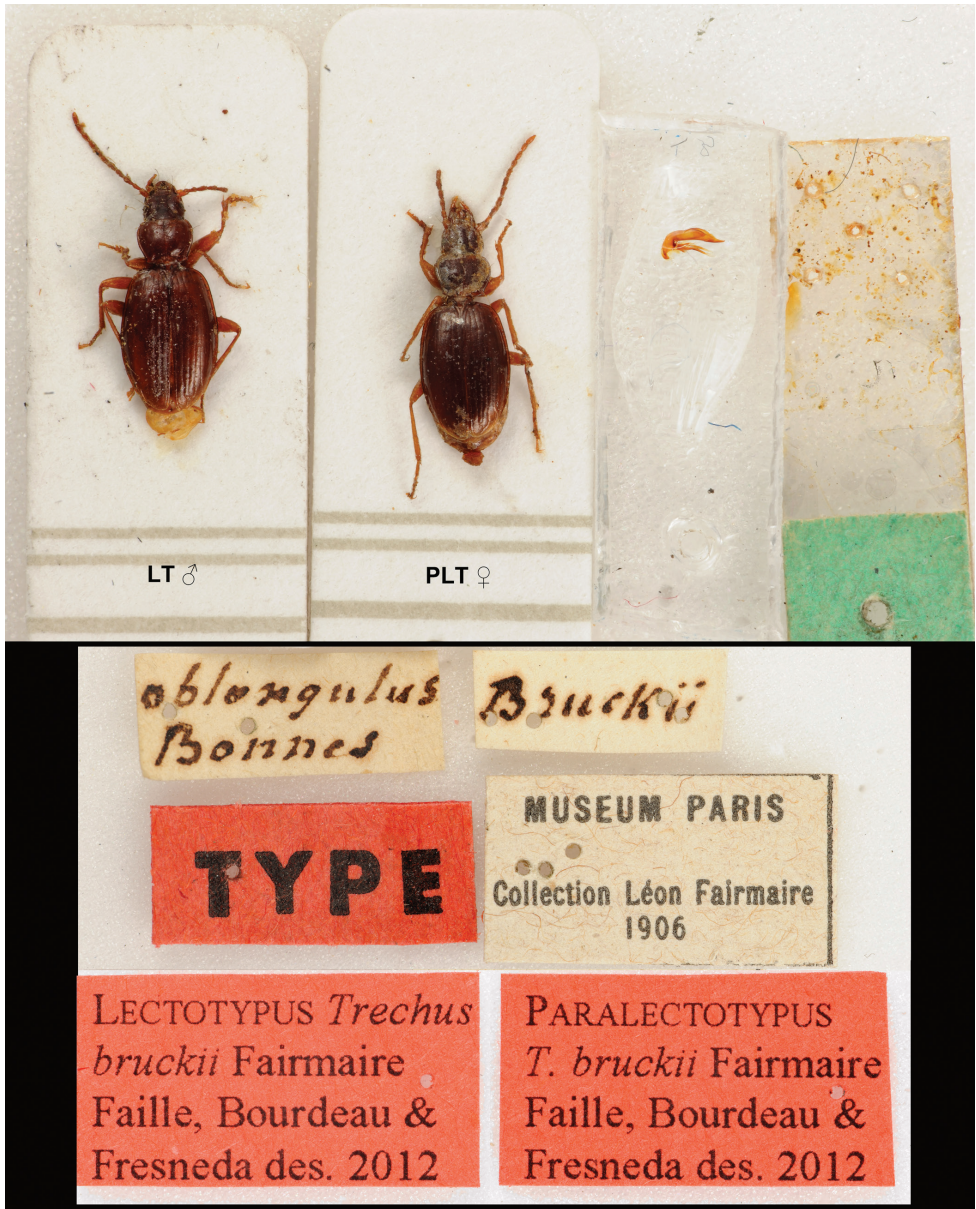 LT ♂
PLT ♀
oblongulus
Bonnes
Bruckii
TYPE
MUSEUM PARIS
Collection Léon Fairmaire
1906
LECTOTYPUS Trechus
bruckii Fairmaire
Faille, Bourdeau &
Fresneda des. 2012
PARALECTOTYPUS
T. bruckii Fairmaire
Faille, Bourdeau &
Fresneda des. 2012